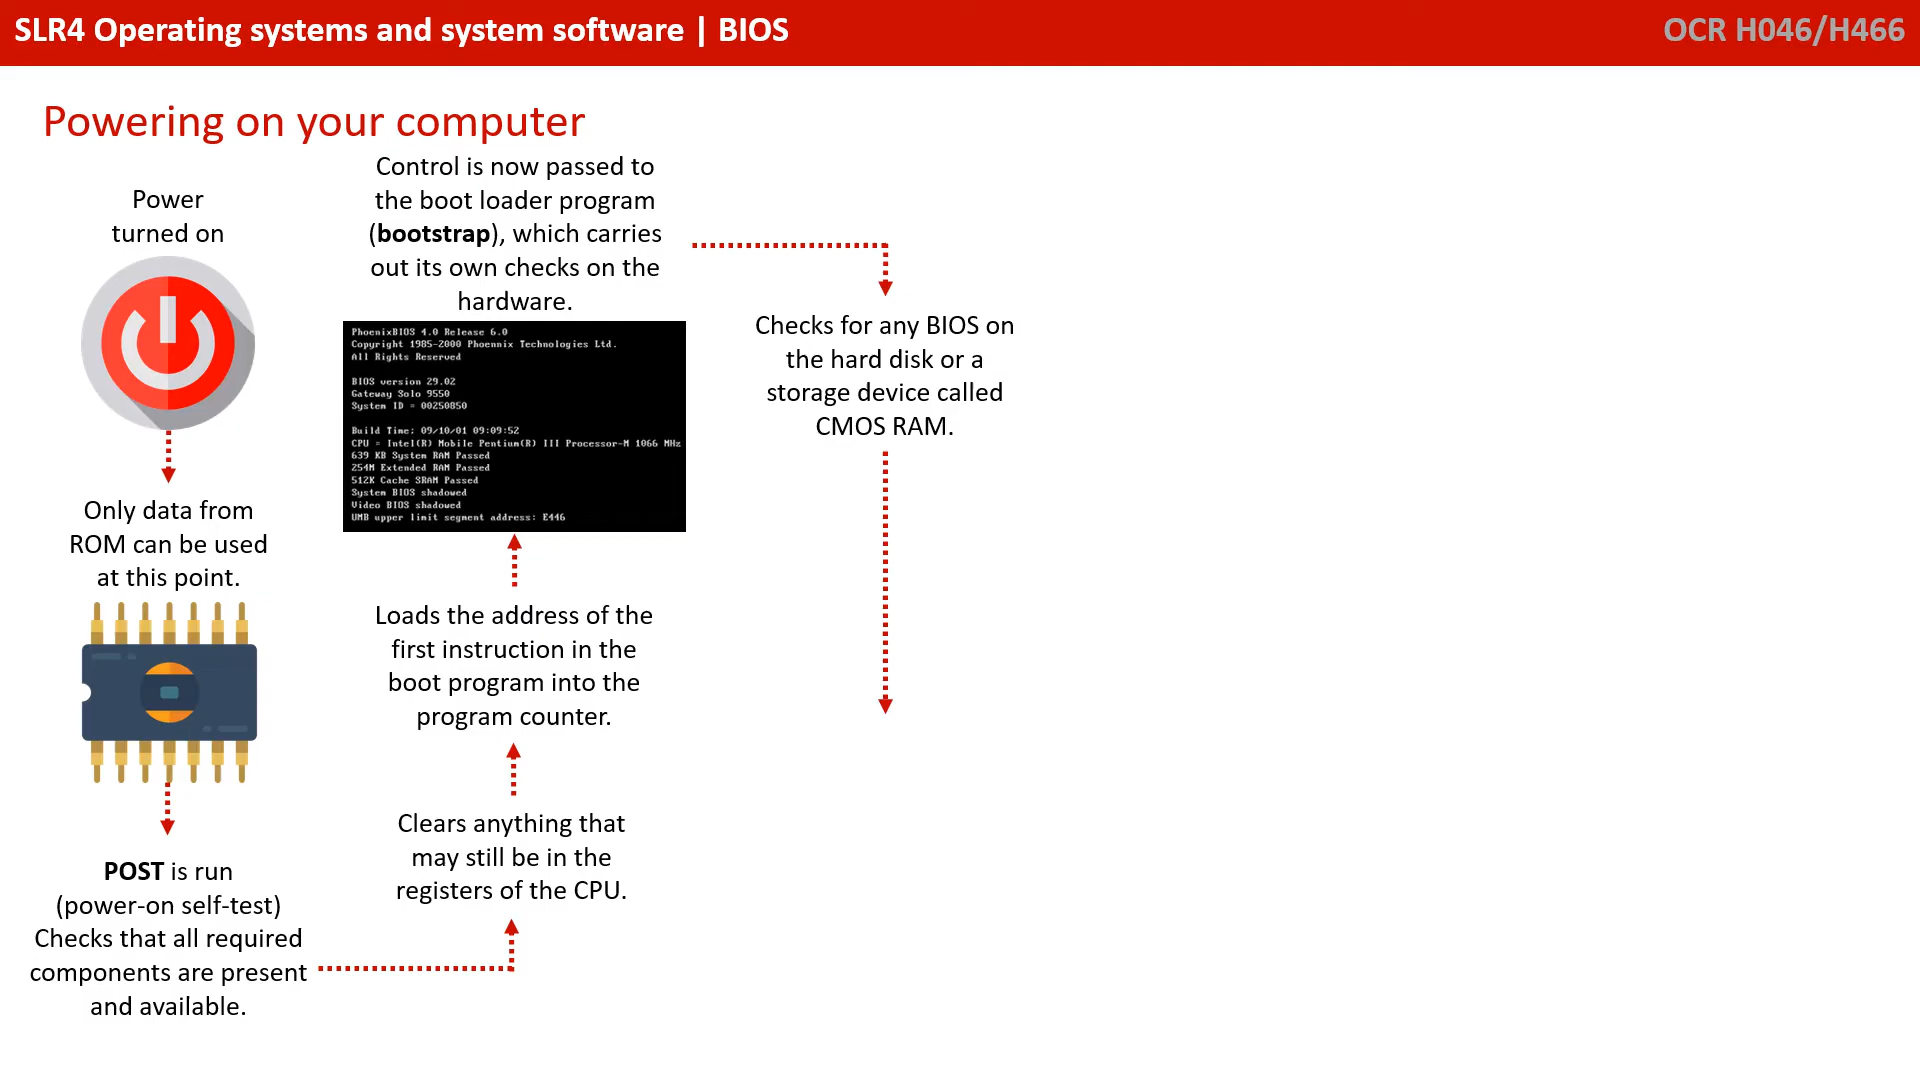 SLR4 Operating systems and system software | BIOS
OCR H046/H466
Powering on your computer
Power
turned on
Only data from
ROM can be used
at this point.
POST is run
(power-on self-test)
Checks that all required
components are present
and available.
Clears anything that
may still be in the
registers of the CPU.
Loads the address of the
first instruction in the
boot program into the
program counter.
Control is now passed to
the boot loader program
(bootstrap), which carries
out its own checks on the
hardware.
PhoenixBIOS 4.0 Release 6.0
Copyright 1985-2000 Phoennix Technologies Ltd.
All Rights Reserved
BIOS version 29.02
Gateway Solo 9550
System ID = 00250850
Build Time: 09/10/01 09:09:52
CPU = Intel(R) Mobile Pentium(R) III Processor-M 1066 MHz
639 KB System RAM Passed
254M Extended RAM Passed
512K Cache SRAM Passed
System BIOS shadowed
Video BIOS shadowed
UMB upper limit segment address: E446
Checks for any BIOS on
the hard disk or a
storage device called
CMOS RAM.